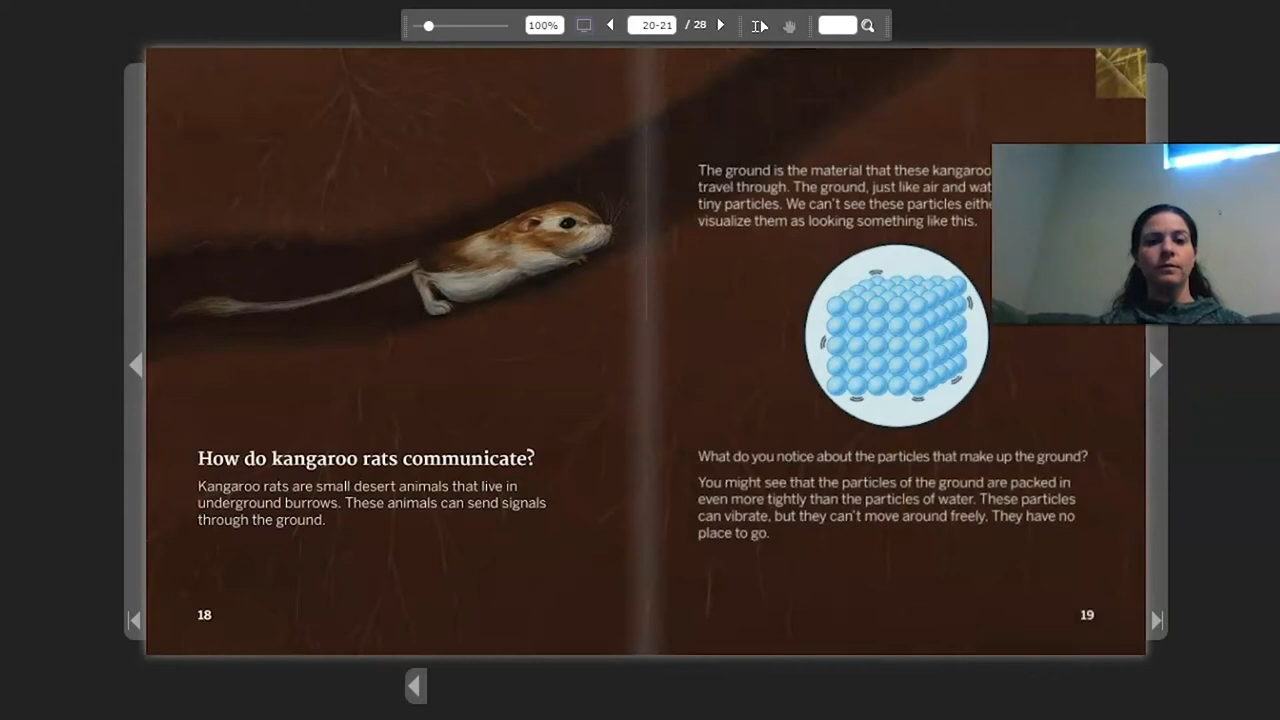 100%
20-21
/ 28
The ground is the material that these kangaroo
travel through. The ground, just like air and
tiny particles. We can't see these particles
visualize them as looking something like this.
What do you notice about the particles that make up the ground?
You might see that the particles of the ground are packed in
even more tightly than the particles of water. These particles
can vibrate, but they can't move around freely. They have no
place to go.
How do kangaroo rats communicate?
Kangaroo rats are small desert animals that live in
underground burrows. These animals can send signals
through the ground.
18
19